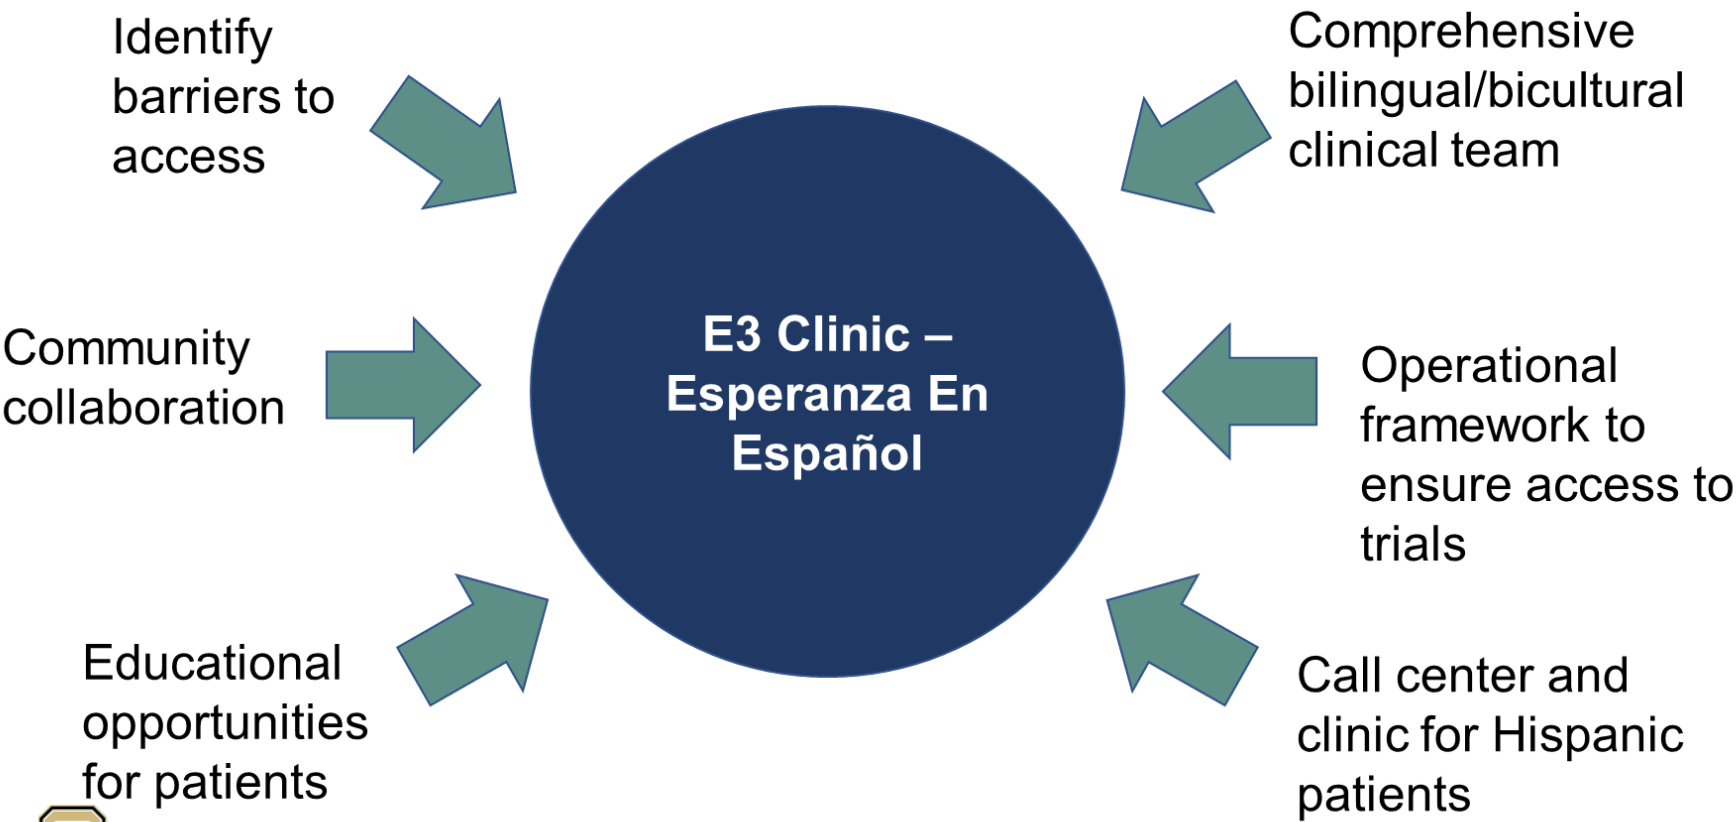 Identify
barriers to
access
Community
collaboration
Educational
opportunities
for patients
E3 Clinic –
Esperanza En
Español
Comprehensive
bilingual/bicultural
clinical team
Operational
framework to
ensure access to
trials
Call center and
clinic for Hispanic
patients